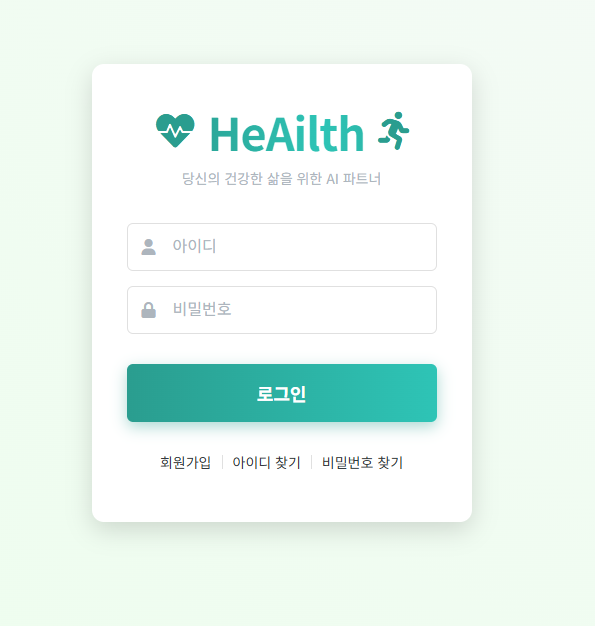 HeAilth
당신의 건강한 삶을 위한 AI 파트너
아이디
비밀번호
로그인
회원가입 아이디 찾기 비밀번호 찾기